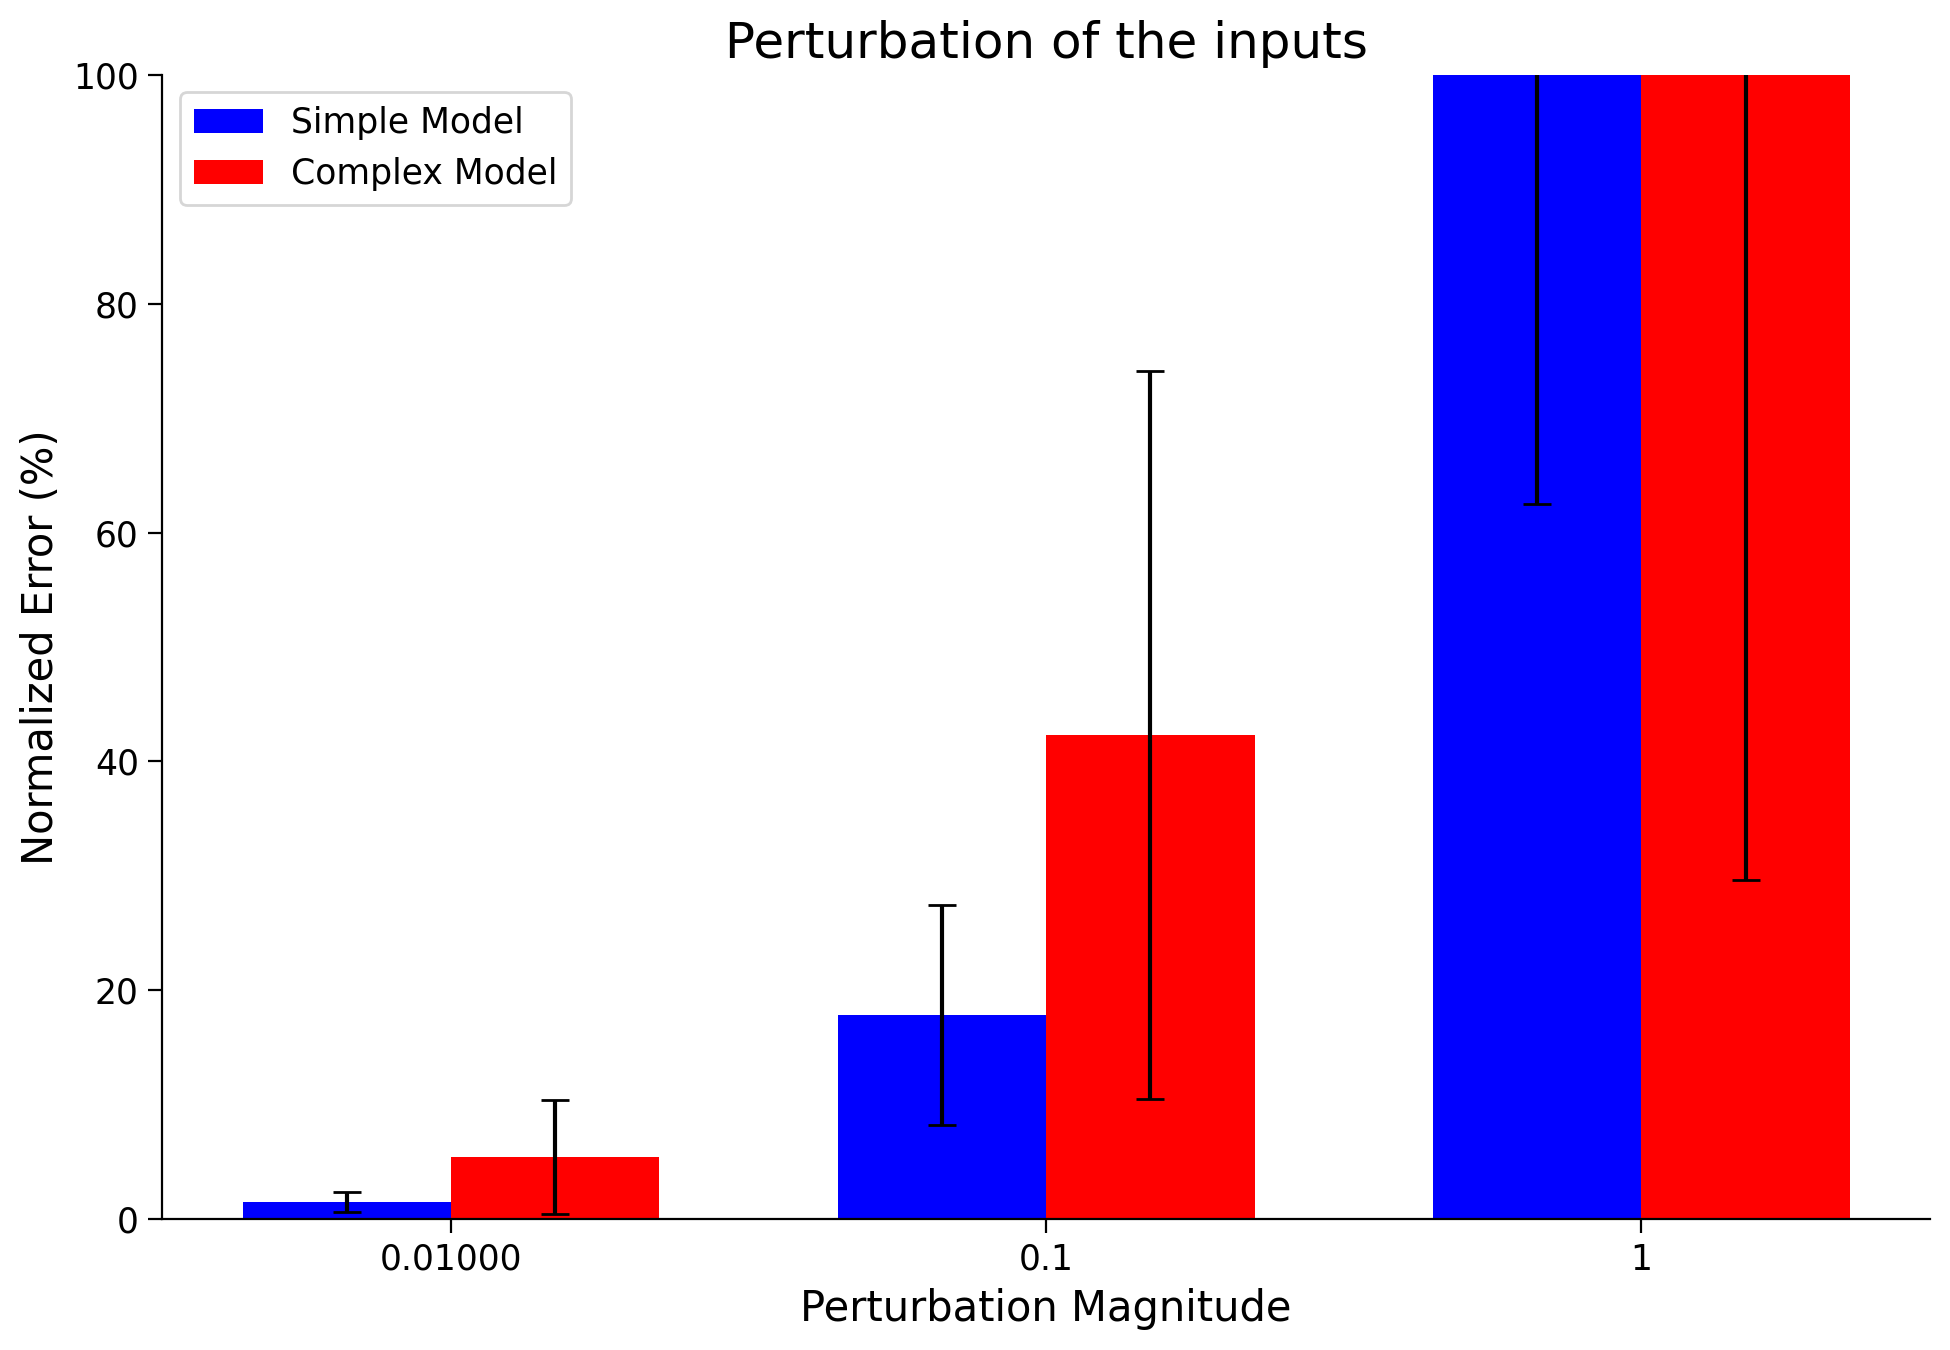 Perturbation of the inputs
100
80
60
40
20
0
Normalized Error (%)
Simple Model
Complex Model
0.01000
0.1
1
Perturbation Magnitude